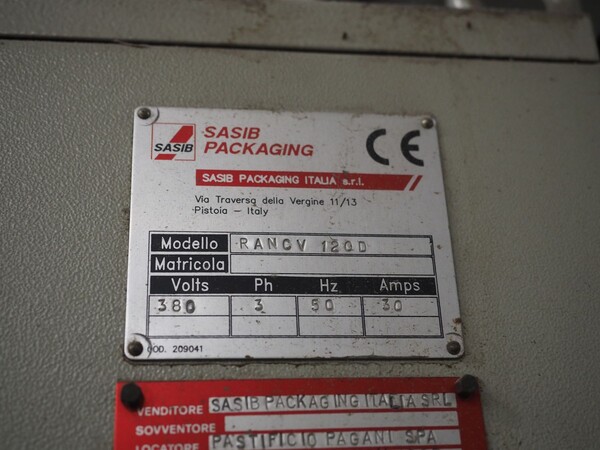 SASIB
SASIB
PACKAGING
CE
SASIB PACKAGING ITALIA s.r.l.
Via Traversa della Vergine 11/13
Pistoia - Italy
Modello RANCV 120D
Matricola
Volts Ph Hz Amps
380 3 50 30
COD. 209041
VENDITORE SASIB PACKAGING ITALIA SRL
SOVVENTORE
LOCATORE PASTIFICIO PAGANI SPA